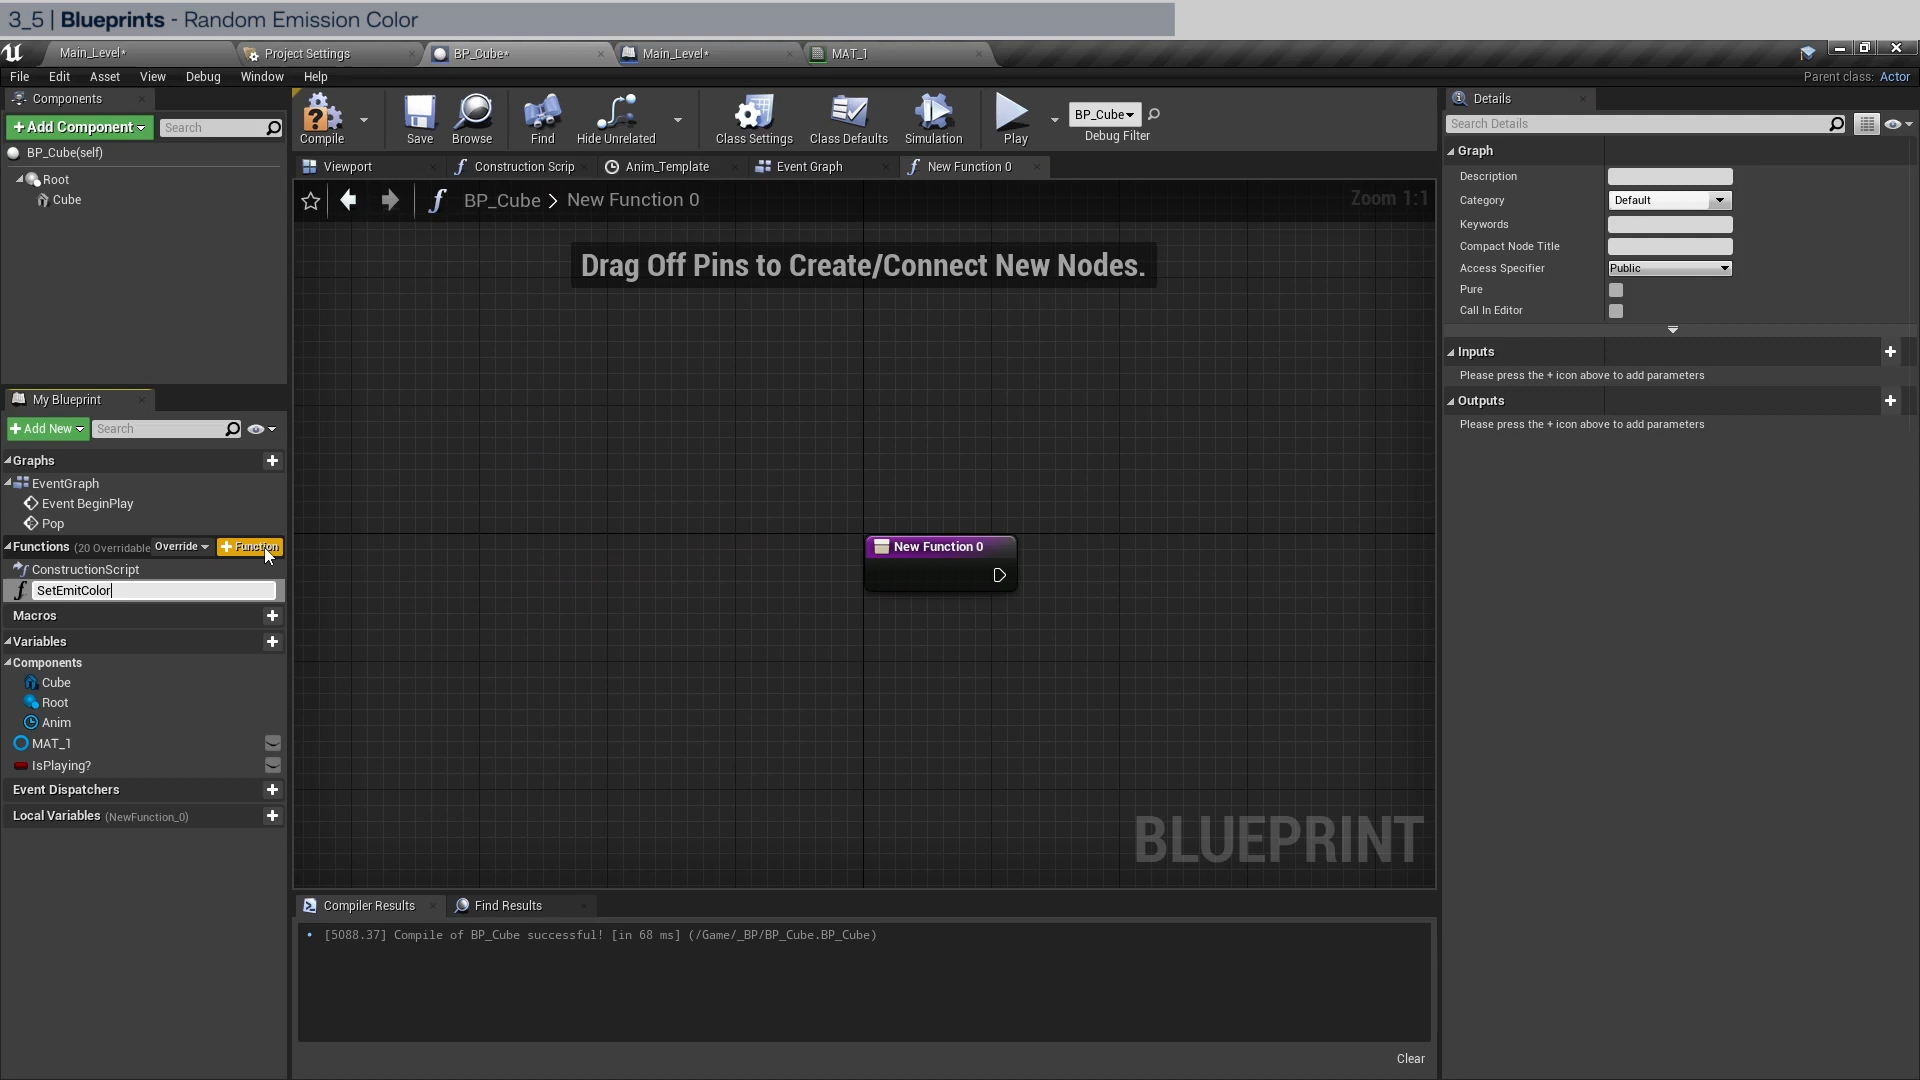 3_5 | Blueprints - Random Emission Color
Main_Level*
Project Settings
BP_Cube*
Main_Level*
MAT_1
File
Edit
Asset
View
Debug
Window
Help
Parent class: Actor
Components
+Add Component
Search
BP_Cube(self)
Root
Cube
Compile
Save
Browse
Find
Hide Unrelated
Class Settings
Class Defaults
Simulation
Play
BP_Cube
Debug Filter
Viewport
Construction Scrip
Anim_Template
Event Graph
New Function 0
BP_Cube > New Function 0
Zoom 1:1
Drag Off Pins to Create/Connect New Nodes.
New Function 0
BLUEPRINT
My Blueprint
+Add New
Search
Graphs
EventGraph
Event BeginPlay
Pop
Functions (20 Overridable
Override
+ Function
ConstructionScript
SetEmitColor
Macros
Variables
Components
Cube
Root
Anim
MAT_1
IsPlaying?
Event Dispatchers
Local Variables (NewFunction_0)
Compiler Results
Find Results
[5088.37] Compile of BP_Cube successful! [in 68 ms] (/Game/_BP/BP_Cube.BP_Cube)
Clear
Details
Search Details
Graph
Description
Category
Default
Keywords
Compact Node Title
Access Specifier
Public
Pure
Call In Editor
Inputs
Please press the + icon above to add parameters
Outputs
Please press the + icon above to add parameters